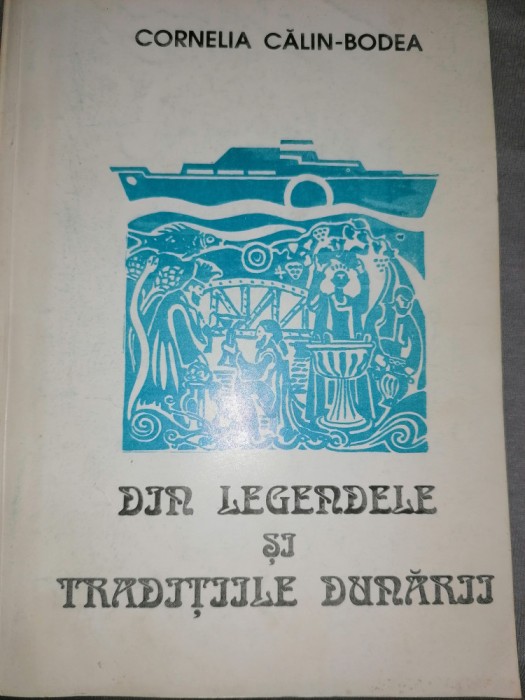 CORNELIA CĂLIN-BODEA
DIN LEGENDELE
ȘI
TRADIȚIILE DUNĂRII